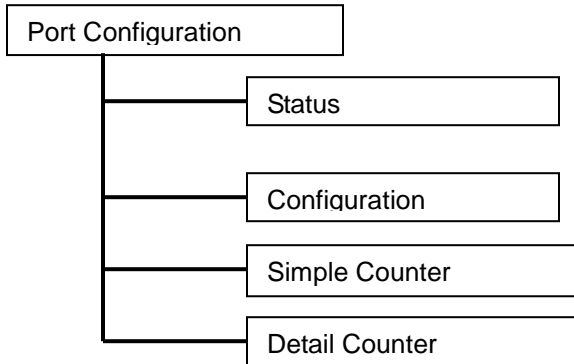 Port Configuration
Status
Configuration
Simple Counter
Detail Counter